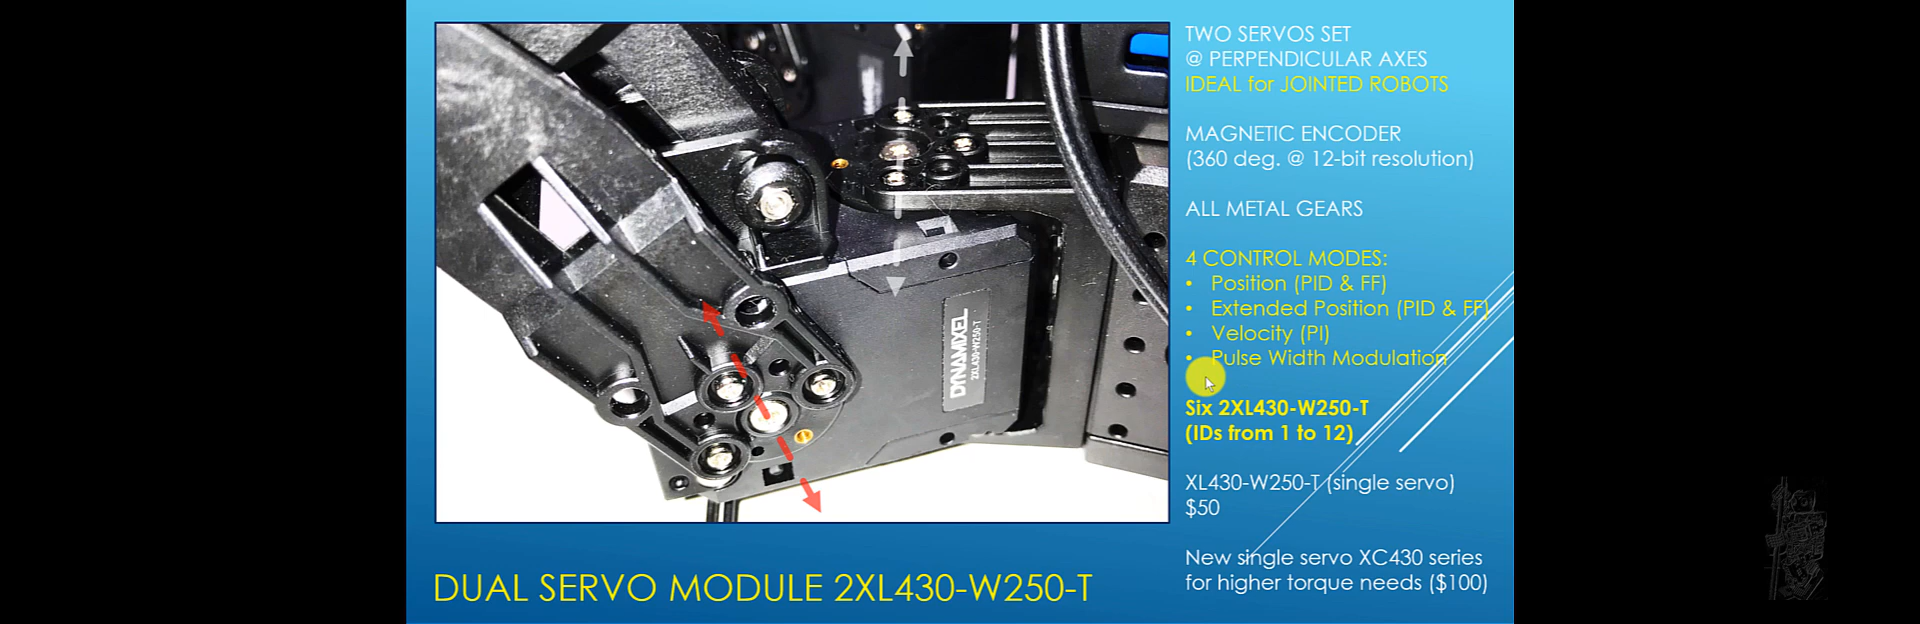 TWO SERVOS SET
@ PERPENDICULAR AXES
IDEAL for JOINTED ROBOTS
MAGNETIC ENCODER
(360 deg. @ 12-bit resolution)
ALL METAL GEARS
4 CONTROL MODES:
• Position (PID & FF)
• Extended Position (PID & FF)
• Velocity (PI)
• Pulse Width Modulation
Six 2XL430-W250-T
(IDs from 1 to 12)
XL430-W250-T (single servo)
$50
New single servo XC430 series
for higher torque needs ($100)
DYNAMIXEL
2XL430-W250-T
DUAL SERVO MODULE 2XL430-W250-T